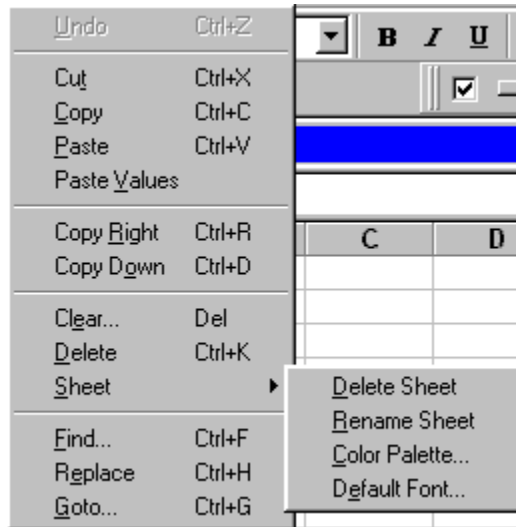 Undo Ctrl+Z
B I U
Cut Ctrl+X
Copy Ctrl+C
Paste Ctrl+V
Paste Values
Copy Right Ctrl+R
C D
Copy Down Ctrl+D
Clear... Del
Delete Ctrl+K
Sheet
Delete Sheet
Rename Sheet
Color Palette...
Default Font...
Find... Ctrl+F
Replace Ctrl+H
Goto... Ctrl+G